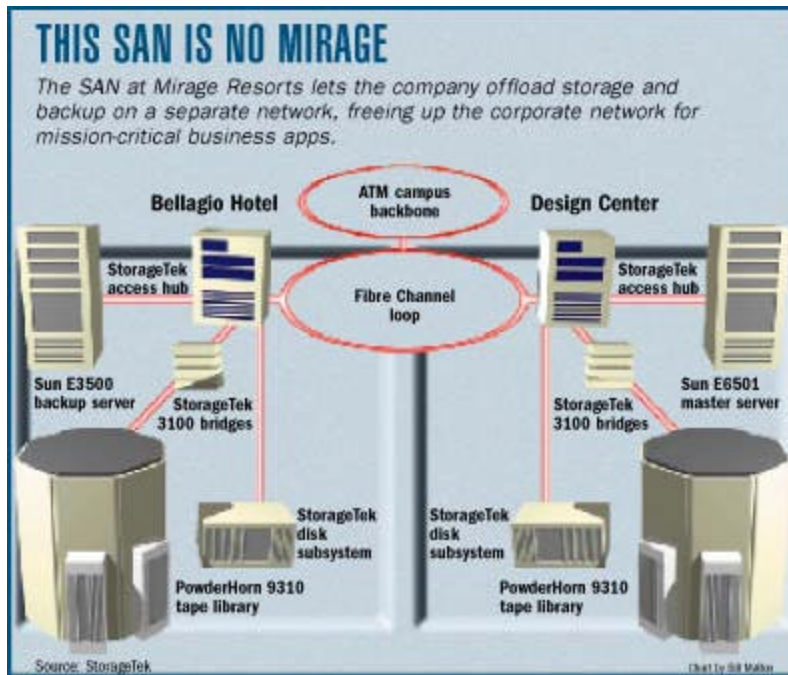 THIS SAN IS NO MIRAGE
The SAN at Mirage Resorts lets the company offload storage and
backup on a separate network, freeing up the corporate network for
mission-critical business apps.
Bellagio Hotel
ATM campus
backbone
Design Center
StorageTek
access hub
Fibre Channel
loop
StorageTek
access hub
Sun E3500
backup server
StorageTek
3100 bridges
StorageTek
3100 bridges
Sun E6501
master server
StorageTek
disk
subsystem
StorageTek
disk
subsystem
PowderHorn 9310
tape library
PowderHorn 9310
tape library
Source: StorageTek
Chart by Bill